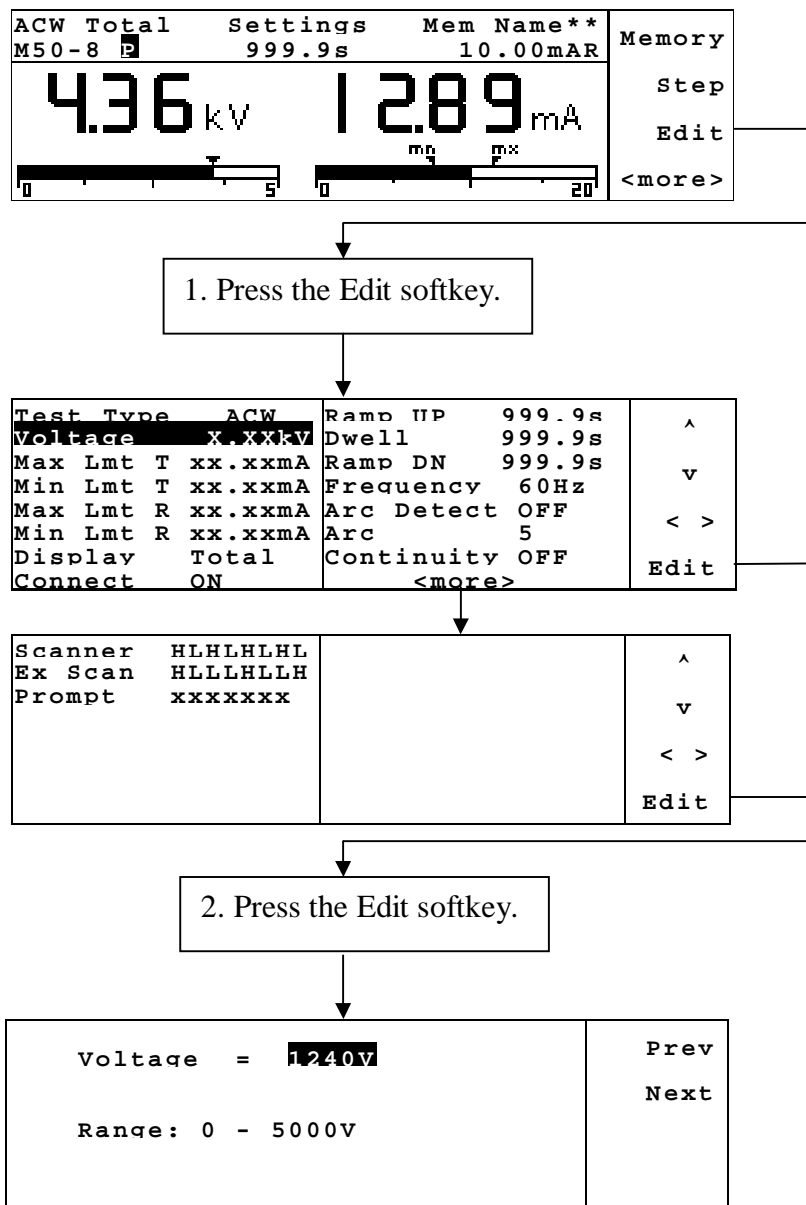 ACW Total Settings Mem Name**
M50-8 P 999.9s 10.00mAR
4.36kV 12.89mA
mn mx
0 5 0 20
Memory
Step
Edit
<more>
1. Press the Edit softkey.
Test Type ACW Ramp UP 999.9s
Voltage X.XXkV Dwell 999.9s
Max Lmt T xx.xxmA Ramp DN 999.9s
Min Lmt T xx.xxmA Frequency 60Hz
Max Lmt R xx.xxmA Arc Detect OFF
Min Lmt R xx.xxmA Arc 5
Display Total Continuity OFF
Connect ON <more>
^
v
< >
Edit
Scanner HLHLHLHL
Ex Scan HLLLHLLH
Prompt xxxxxxx
^
v
< >
Edit
2. Press the Edit softkey.
Voltage = 1240V
Range: 0 - 5000V
Prev
Next